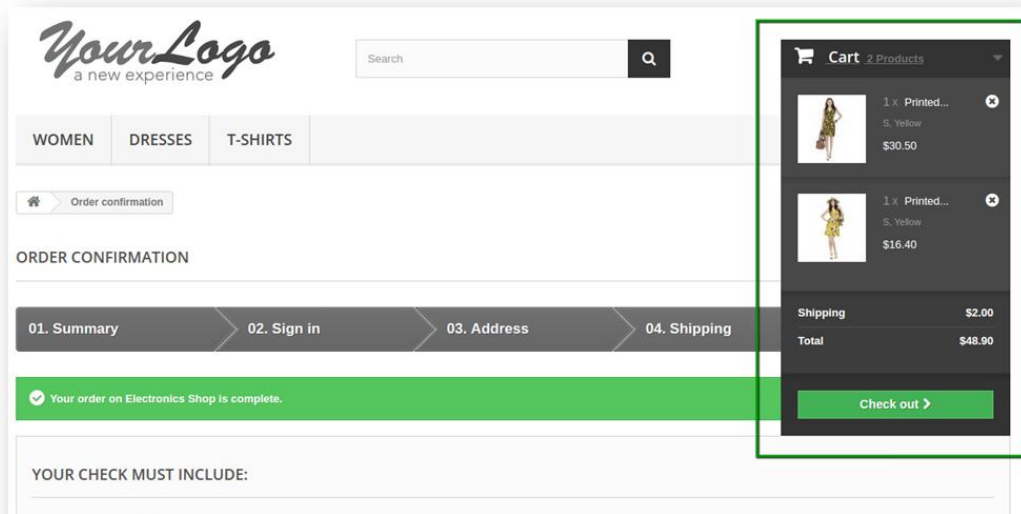 YourLogo
a new experience
Search
Cart 2 Products
1 x Printed...
S, Yellow
$30.50
1 x Printed...
S, Yellow
$16.40
Shipping $2.00
Total $48.90
Check out
WOMEN DRESSES T-SHIRTS
Order confirmation
ORDER CONFIRMATION
01. Summary 02. Sign in 03. Address 04. Shipping
Your order on Electronics Shop is complete.
YOUR CHECK MUST INCLUDE: